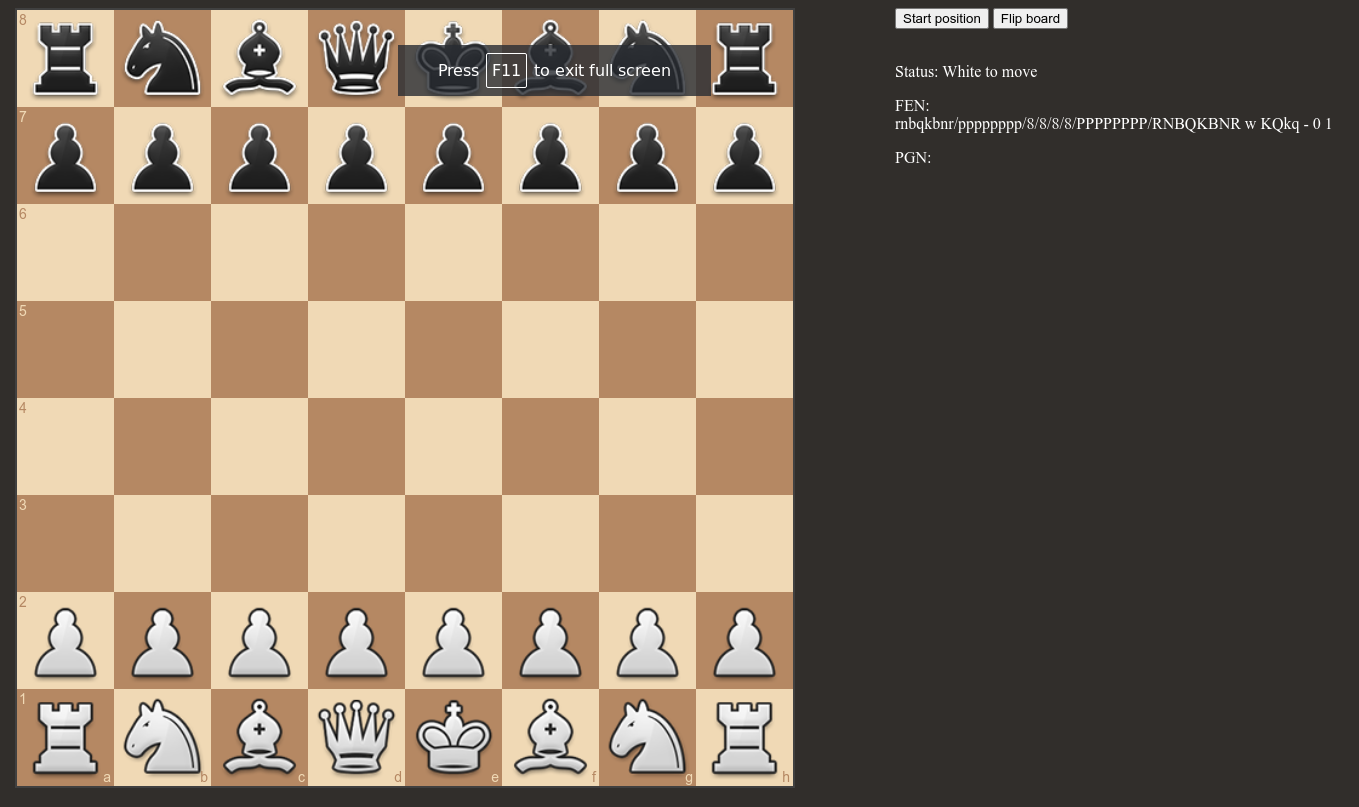 8
Press F11 to exit full screen
7
6
5
4
3
2
1
a b c d e f g h
Start position Flip board
Status: White to move
FEN:
rnbqkbnr/pppppppp/8/8/8/8/PPPPPPPP/RNBQKBNR w KQkq - 0 1
PGN: